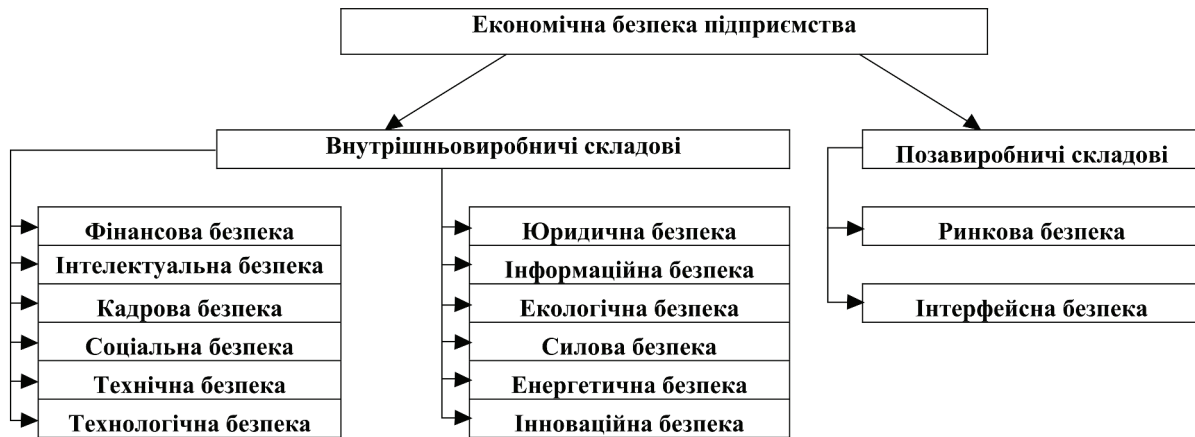 Економічна безпека підприємства
Внутрішньовиробничі складові
Позавиробничі складові
Фінансова безпека
Інтелектуальна безпека
Кадрова безпека
Соціальна безпека
Технічна безпека
Технологічна безпека
Юридична безпека
Інформаційна безпека
Екологічна безпека
Силова безпека
Енергетична безпека
Інноваційна безпека
Ринкова безпека
Інтерфейсна безпека